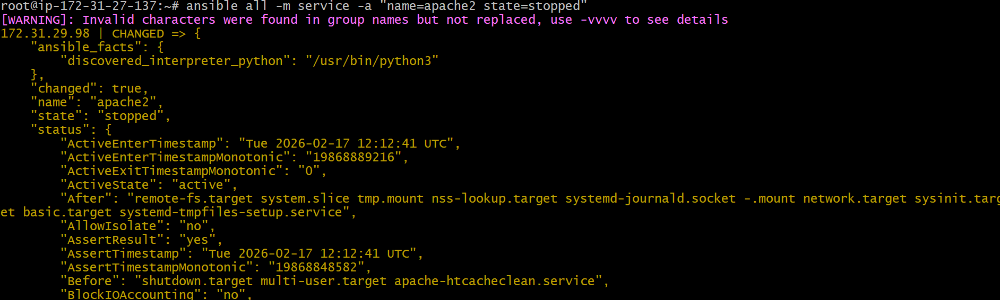 root@ip-172-31-27-137:~# ansible all -m service -a "name=apache2 state=stopped"
[WARNING]: Invalid characters were found in group names but not replaced, use -vvvv to see details
172.31.29.98 | CHANGED => {
    "ansible_facts": {
        "discovered_interpreter_python": "/usr/bin/python3"
    },
    "changed": true,
    "name": "apache2",
    "state": "stopped",
    "status": {
        "ActiveEnterTimestamp": "Tue 2026-02-17 12:12:41 UTC",
        "ActiveEnterTimestampMonotonic": "19868889216",
        "ActiveExitTimestampMonotonic": "0",
        "ActiveState": "active",
        "After": "remote-fs.target system.slice tmp.mount nss-lookup.target systemd-journald.socket -.mount network.target sysinit.targ
et basic.target systemd-tmpfiles-setup.service",
        "AllowIsolate": "no",
        "AssertResult": "yes",
        "AssertTimestamp": "Tue 2026-02-17 12:12:41 UTC",
        "AssertTimestampMonotonic": "19868848582",
        "Before": "shutdown.target multi-user.target apache-htcacheclean.service",
        "BlockIOAccounting": "no",